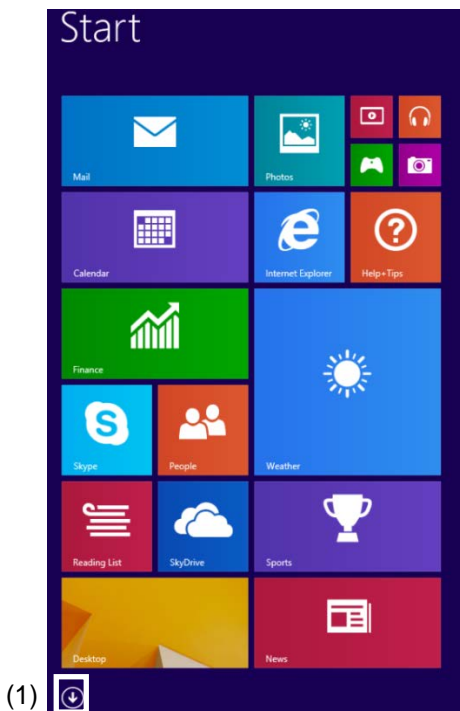 Start
Mail
Photos
Calendar
Internet Explorer
Help+Tips
Finance
Skype
People
Weather
Reading List
SkyDrive
Sports
Desktop
News
(1)